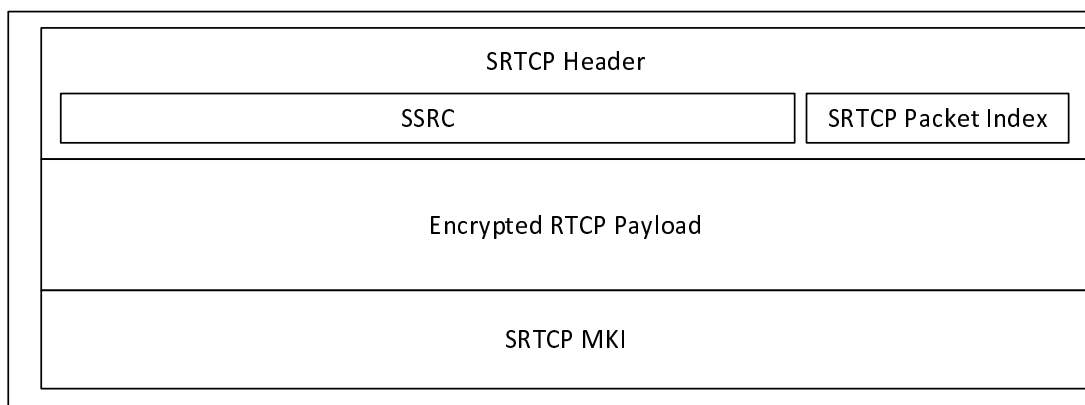 SRTCP Header
SSRC
SRTCP Packet Index
Encrypted RTCP Payload
SRTCP MKI